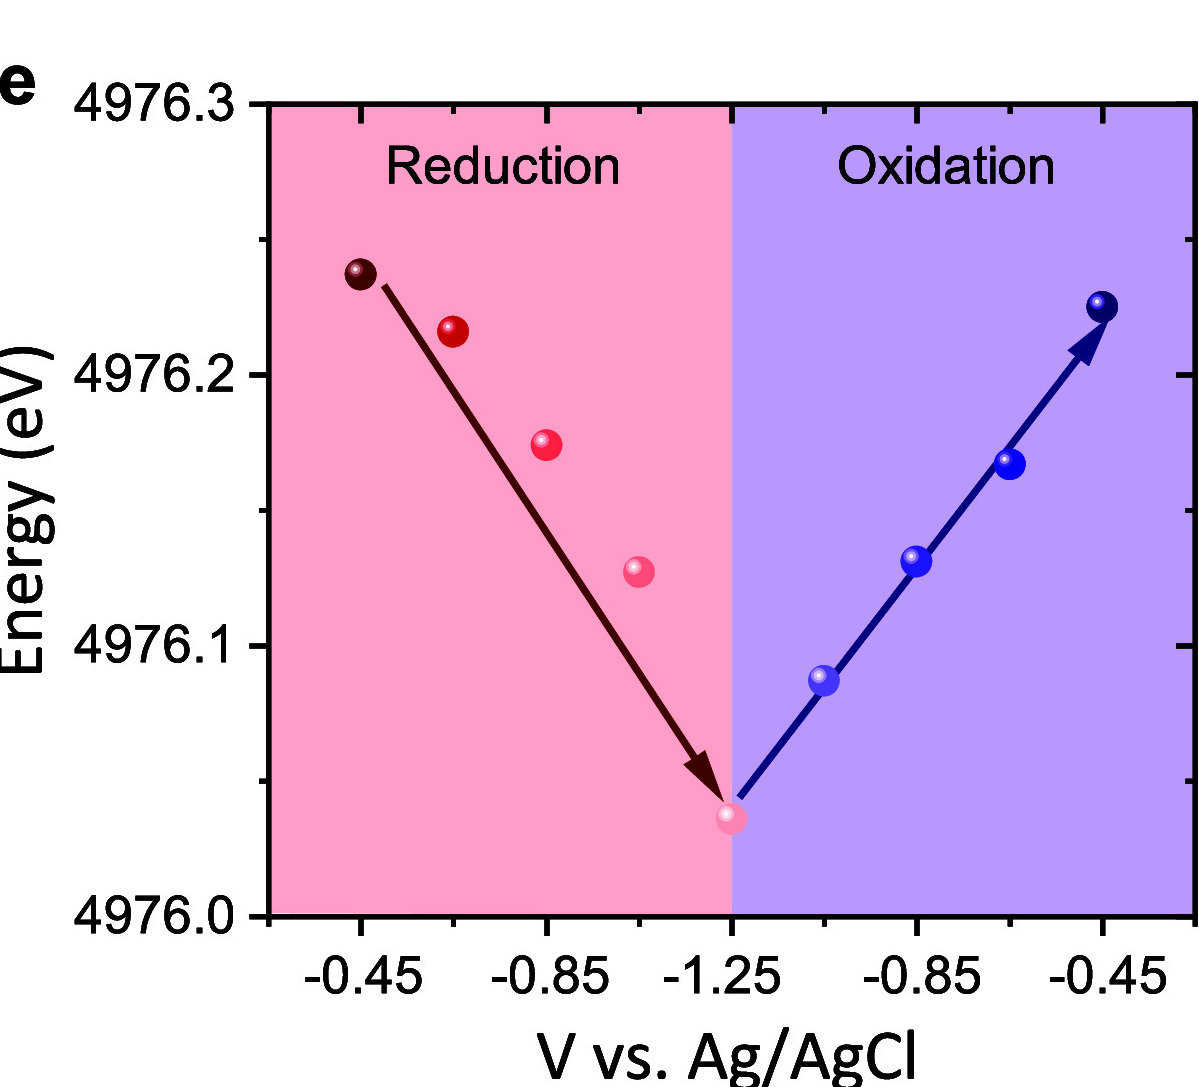 e
4976.3
Reduction Oxidation
4976.2
Energy (eV)
4976.1
4976.0
-0.45 -0.85 -1.25 -0.85 -0.45
V vs. Ag/AgCl